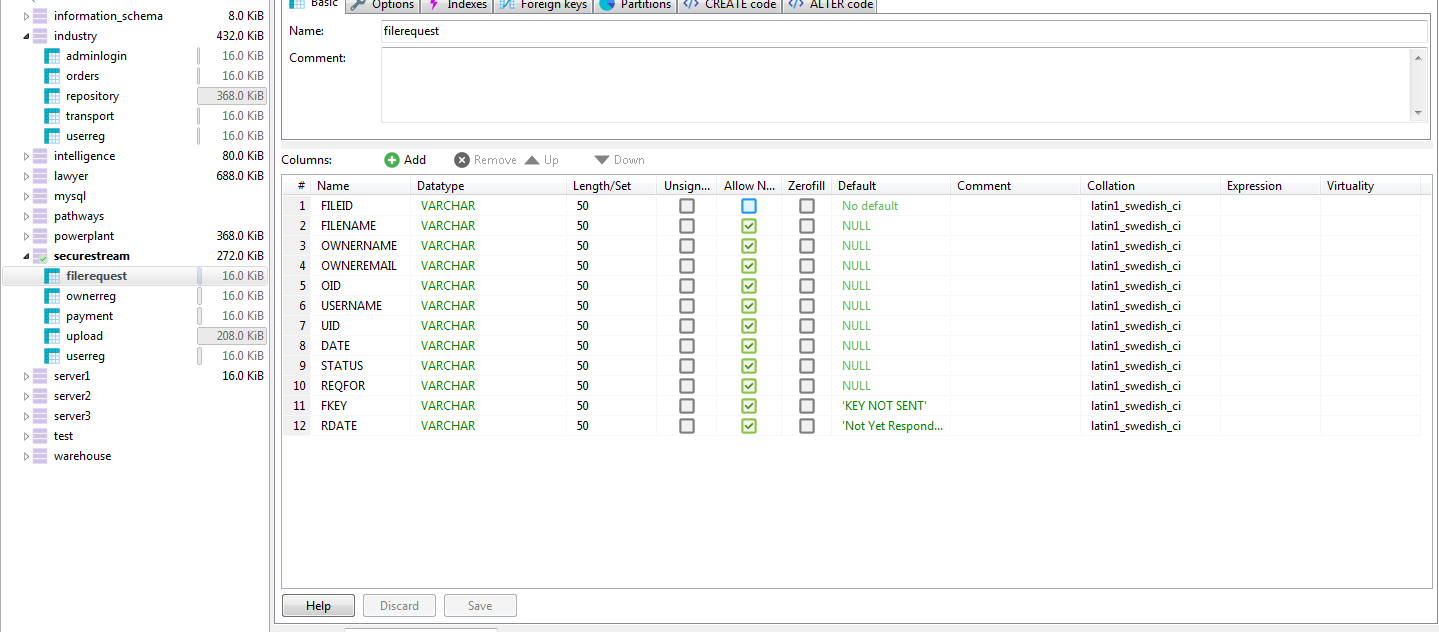 Basic Options Indexes Foreign keys Partitions </> CREATE code </> ALTER code
information_schema 8.0 KiB
industry 432.0 KiB
adminlogin 16.0 KiB
orders 16.0 KiB
repository 368.0 KiB
transport 16.0 KiB
userreg 16.0 KiB
intelligence 80.0 KiB
lawyer 688.0 KiB
mysql
pathways
powerplant 368.0 KiB
securestream 272.0 KiB
filerequest 16.0 KiB
ownerreg 16.0 KiB
payment 16.0 KiB
upload 208.0 KiB
userreg 16.0 KiB
server1 16.0 KiB
server2
server3
test
warehouse
Name: filerequest
Comment:
Columns: Add Remove Up Down
# Name Datatype Length/Set Unsign... Allow N... Zerofill Default Comment Collation Expression Virtuality
1 FILEID VARCHAR 50 No default latin1_swedish_ci
2 FILENAME VARCHAR 50 NULL latin1_swedish_ci
3 OWNERNAME VARCHAR 50 NULL latin1_swedish_ci
4 OWNEREMAIL VARCHAR 50 NULL latin1_swedish_ci
5 OID VARCHAR 50 NULL latin1_swedish_ci
6 USERNAME VARCHAR 50 NULL latin1_swedish_ci
7 UID VARCHAR 50 NULL latin1_swedish_ci
8 DATE VARCHAR 50 NULL latin1_swedish_ci
9 STATUS VARCHAR 50 NULL latin1_swedish_ci
10 REQFOR VARCHAR 50 NULL latin1_swedish_ci
11 FKEY VARCHAR 50 'KEY NOT SENT' latin1_swedish_ci
12 RDATE VARCHAR 50 'Not Yet Respond... latin1_swedish_ci
Help Discard Save